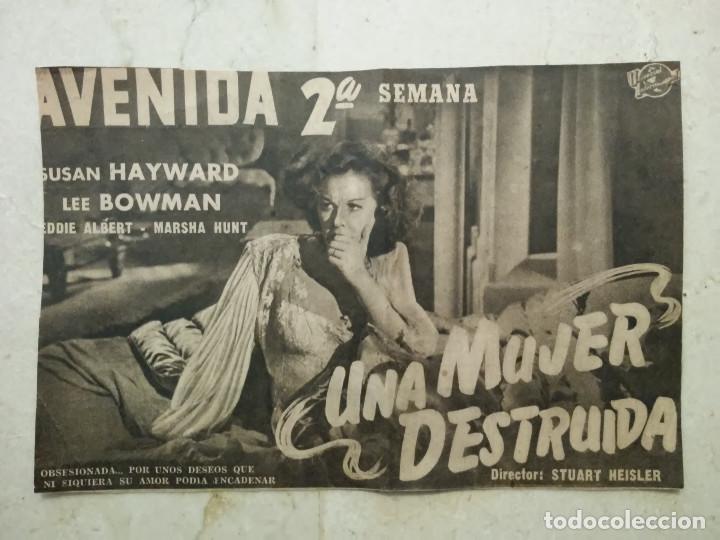 AVENIDA 2ª SEMANA
SUSAN HAYWARD
LEE BOWMAN
EDDIE ALBERT - MARSHA HUNT
UNA MUJER
DESTRUIDA
Director: STUART HEISLER
OBSESIONADA... POR UNOS DESEOS QUE
NI SIQUIERA SU AMOR PODIA ENCADENAR
todocoleccion.net